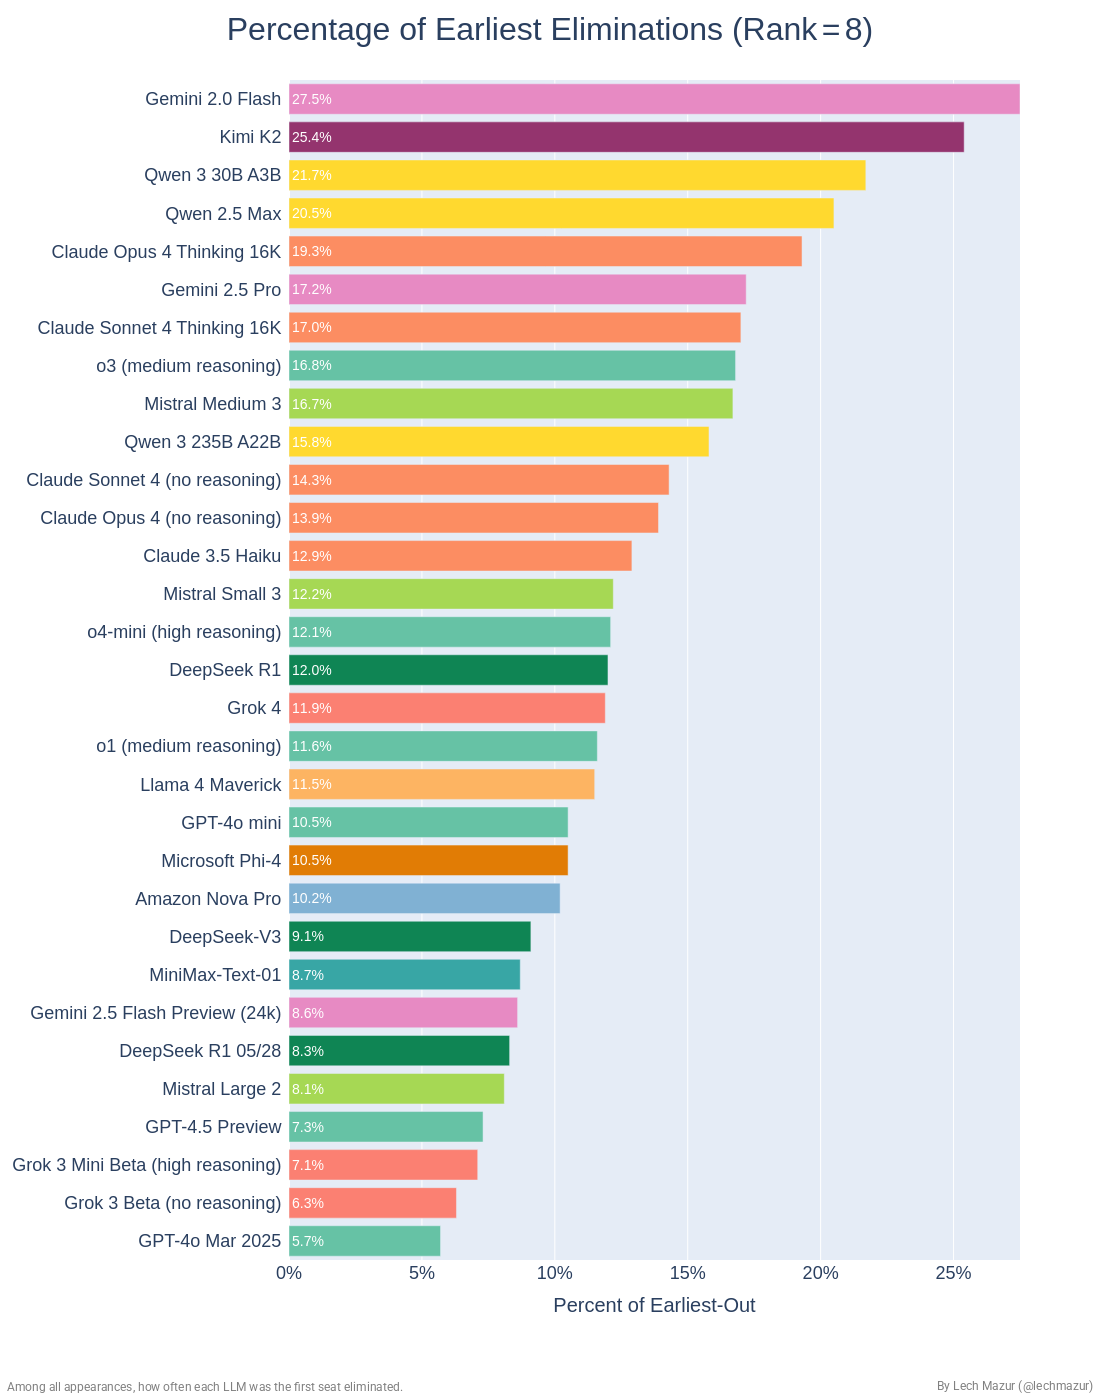 Percentage of Earliest Eliminations (Rank = 8)
Gemini 2.0 Flash 27.5%
Kimi K2 25.4%
Qwen 3 30B A3B 21.7%
Qwen 2.5 Max 20.5%
Claude Opus 4 Thinking 16K 19.3%
Gemini 2.5 Pro 17.2%
Claude Sonnet 4 Thinking 16K 17.0%
o3 (medium reasoning) 16.8%
Mistral Medium 3 16.7%
Qwen 3 235B A22B 15.8%
Claude Sonnet 4 (no reasoning) 14.3%
Claude Opus 4 (no reasoning) 13.9%
Claude 3.5 Haiku 12.9%
Mistral Small 3 12.2%
o4-mini (high reasoning) 12.1%
DeepSeek R1 12.0%
Grok 4 11.9%
o1 (medium reasoning) 11.6%
Llama 4 Maverick 11.5%
GPT-4o mini 10.5%
Microsoft Phi-4 10.5%
Amazon Nova Pro 10.2%
DeepSeek-V3 9.1%
MiniMax-Text-01 8.7%
Gemini 2.5 Flash Preview (24k) 8.6%
DeepSeek R1 05/28 8.3%
Mistral Large 2 8.1%
GPT-4.5 Preview 7.3%
Grok 3 Mini Beta (high reasoning) 7.1%
Grok 3 Beta (no reasoning) 6.3%
GPT-4o Mar 2025 5.7%
0% 5% 10% 15% 20% 25%
Percent of Earliest-Out
Among all appearances, how often each LLM was the first seat eliminated.
By Lech Mazur (@lechmazur)